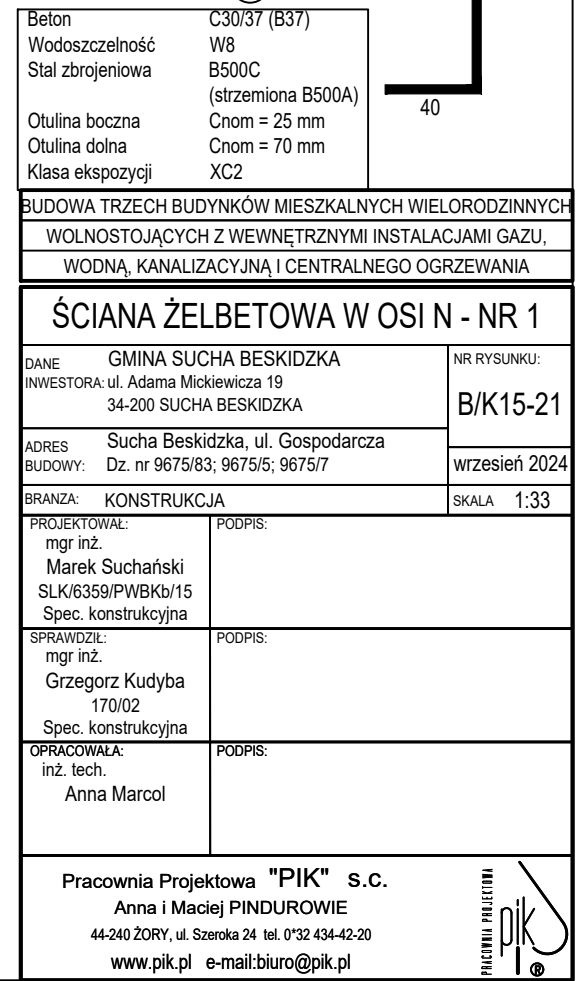 Beton C30/37 (B37)
Wodoszczelność W8
Stal zbrojeniowa B500C
(strzemiona B500A)
Otulina boczna Cnom = 25 mm
Otulina dolna Cnom = 70 mm
Klasa ekspozycji XC2
40
BUDOWA TRZECH BUDYNKÓW MIESZKALNYCH WIELORODZINNYCH
WOLNOSTOJĄCYCH Z WEWNĘTRZNYMI INSTALACJAMI GAZU,
WODNĄ, KANALIZACYJNĄ I CENTRALNEGO OGRZEWANIA
ŚCIANA ŻELBETOWA W OSI N - NR 1
DANE INWESTORA: GMINA SUCHA BESKIDZKA
ul. Adama Mickiewicza 19
34-200 SUCHA BESKIDZKA
NR RYSUNKU:
B/K15-21
ADRES BUDOWY: Sucha Beskidzka, ul. Gospodarcza
Dz. nr 9675/83; 9675/5; 9675/7
wrzesień 2024
BRANZA: KONSTRUKCJA
SKALA 1:33
PROJEKTOWAŁ: PODPIS:
mgr inż.
Marek Suchański
SLK/6359/PWBKb/15
Spec. konstrukcyjna
SPRAWDZIŁ: PODPIS:
mgr inż.
Grzegorz Kudyba
170/02
Spec. konstrukcyjna
OPRACOWAŁA: PODPIS:
inż. tech.
Anna Marcol
Pracownia Projektowa "PIK" s.c.
Anna i Maciej PINDUROWIE
44-240 ŻORY, ul. Szeroka 24 tel. 0*32 434-42-20
www.pik.pl e-mail:biuro@pik.pl
PRACOWNIA PROJEKTOWA
pik
®